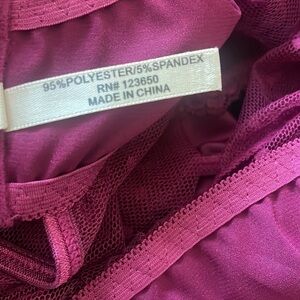 95%POLYESTER/5%SPANDEX
RN# 123650
MADE IN CHINA